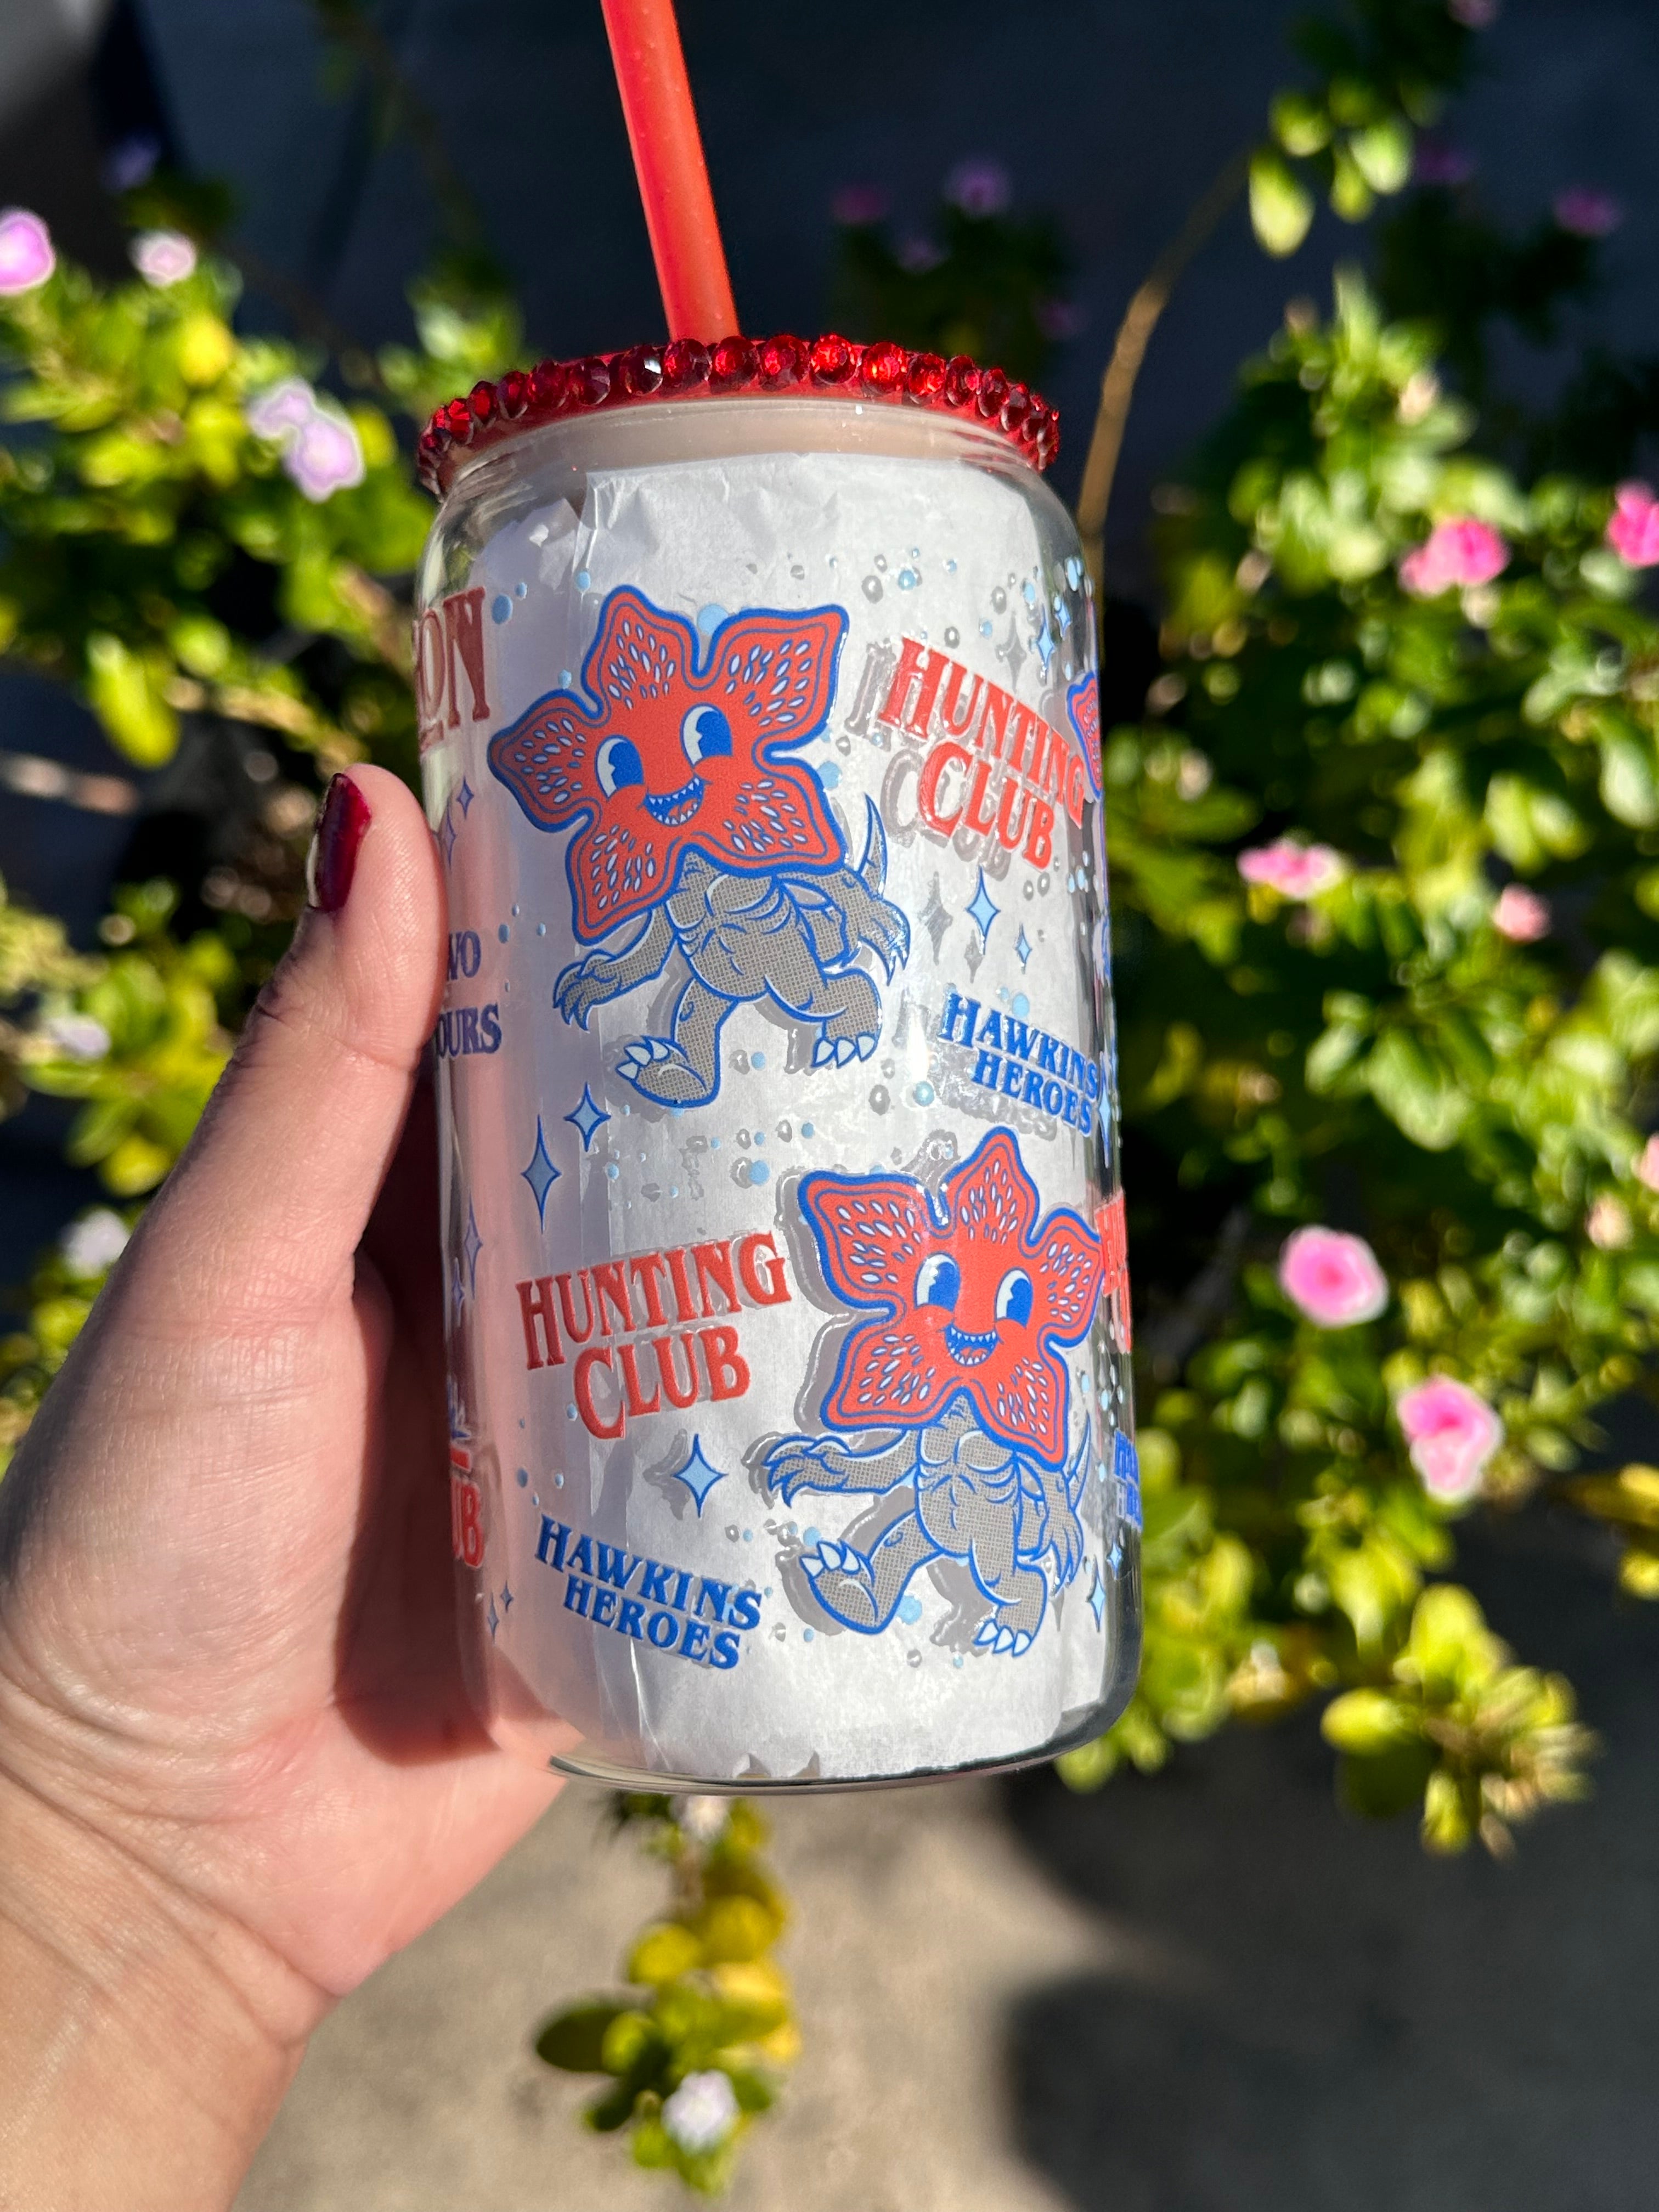 HUNTING
CLUB
HAWKINS
HEROES
HUNTING
CLUB
HAWKINS
HEROES